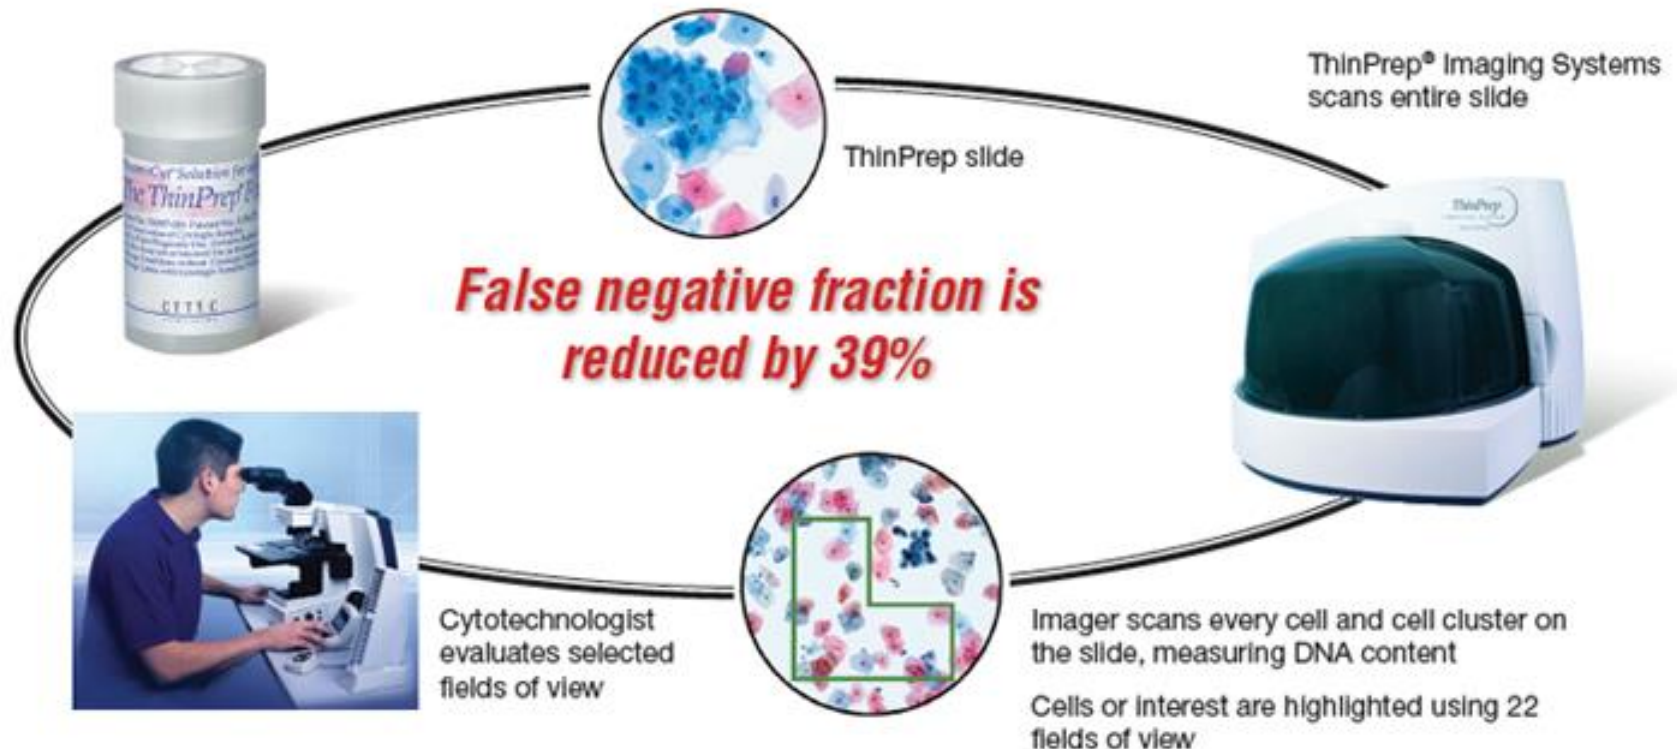 ThinPrep® Imaging Systems
scans entire slide
ThinPrep slide
The ThinPrep
CYTYC
ThinPrep
False negative fraction is
reduced by 39%
Cytotechnologist
evaluates selected
fields of view
Imager scans every cell and cell cluster on
the slide, measuring DNA content
Cells or interest are highlighted using 22
fields of view